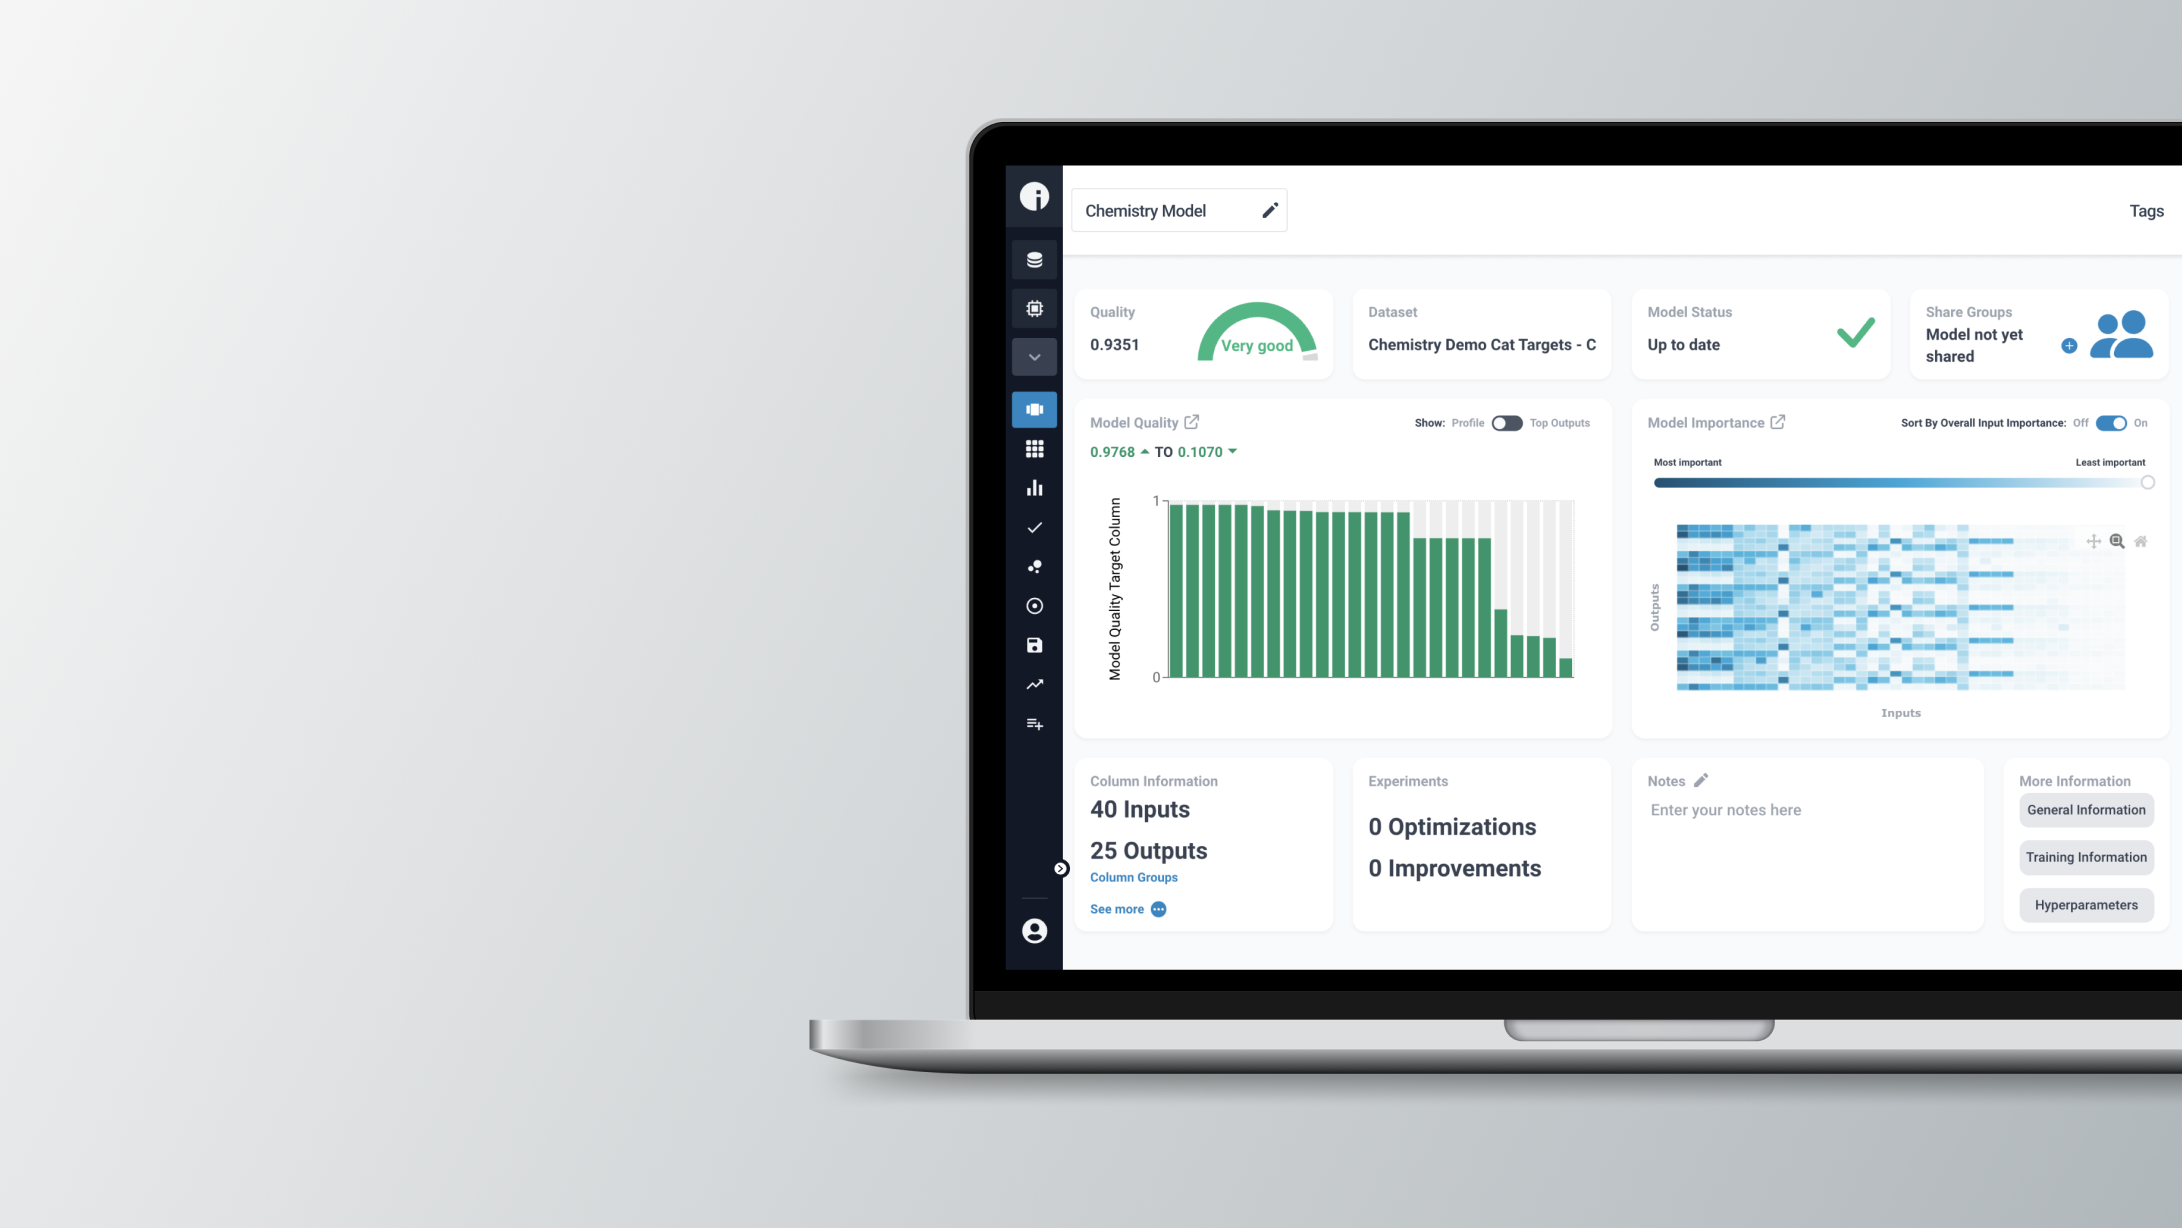 Chemistry Model
Tags
Quality
0.9351
Very good
Dataset
Chemistry Demo Cat Targets - C
Model Status
Up to date
Share Groups
Model not yet
shared
Model Quality
Show: Profile Top Outputs
0.9768 TO 0.1070
Model Quality Target Column
1
0
Model Importance
Sort By Overall Input Importance: Off On
Most important
Least important
Outputs
Inputs
Column Information
40 Inputs
25 Outputs
Column Groups
See more
Experiments
0 Optimizations
0 Improvements
Notes
Enter your notes here
More Information
General Information
Training Information
Hyperparameters